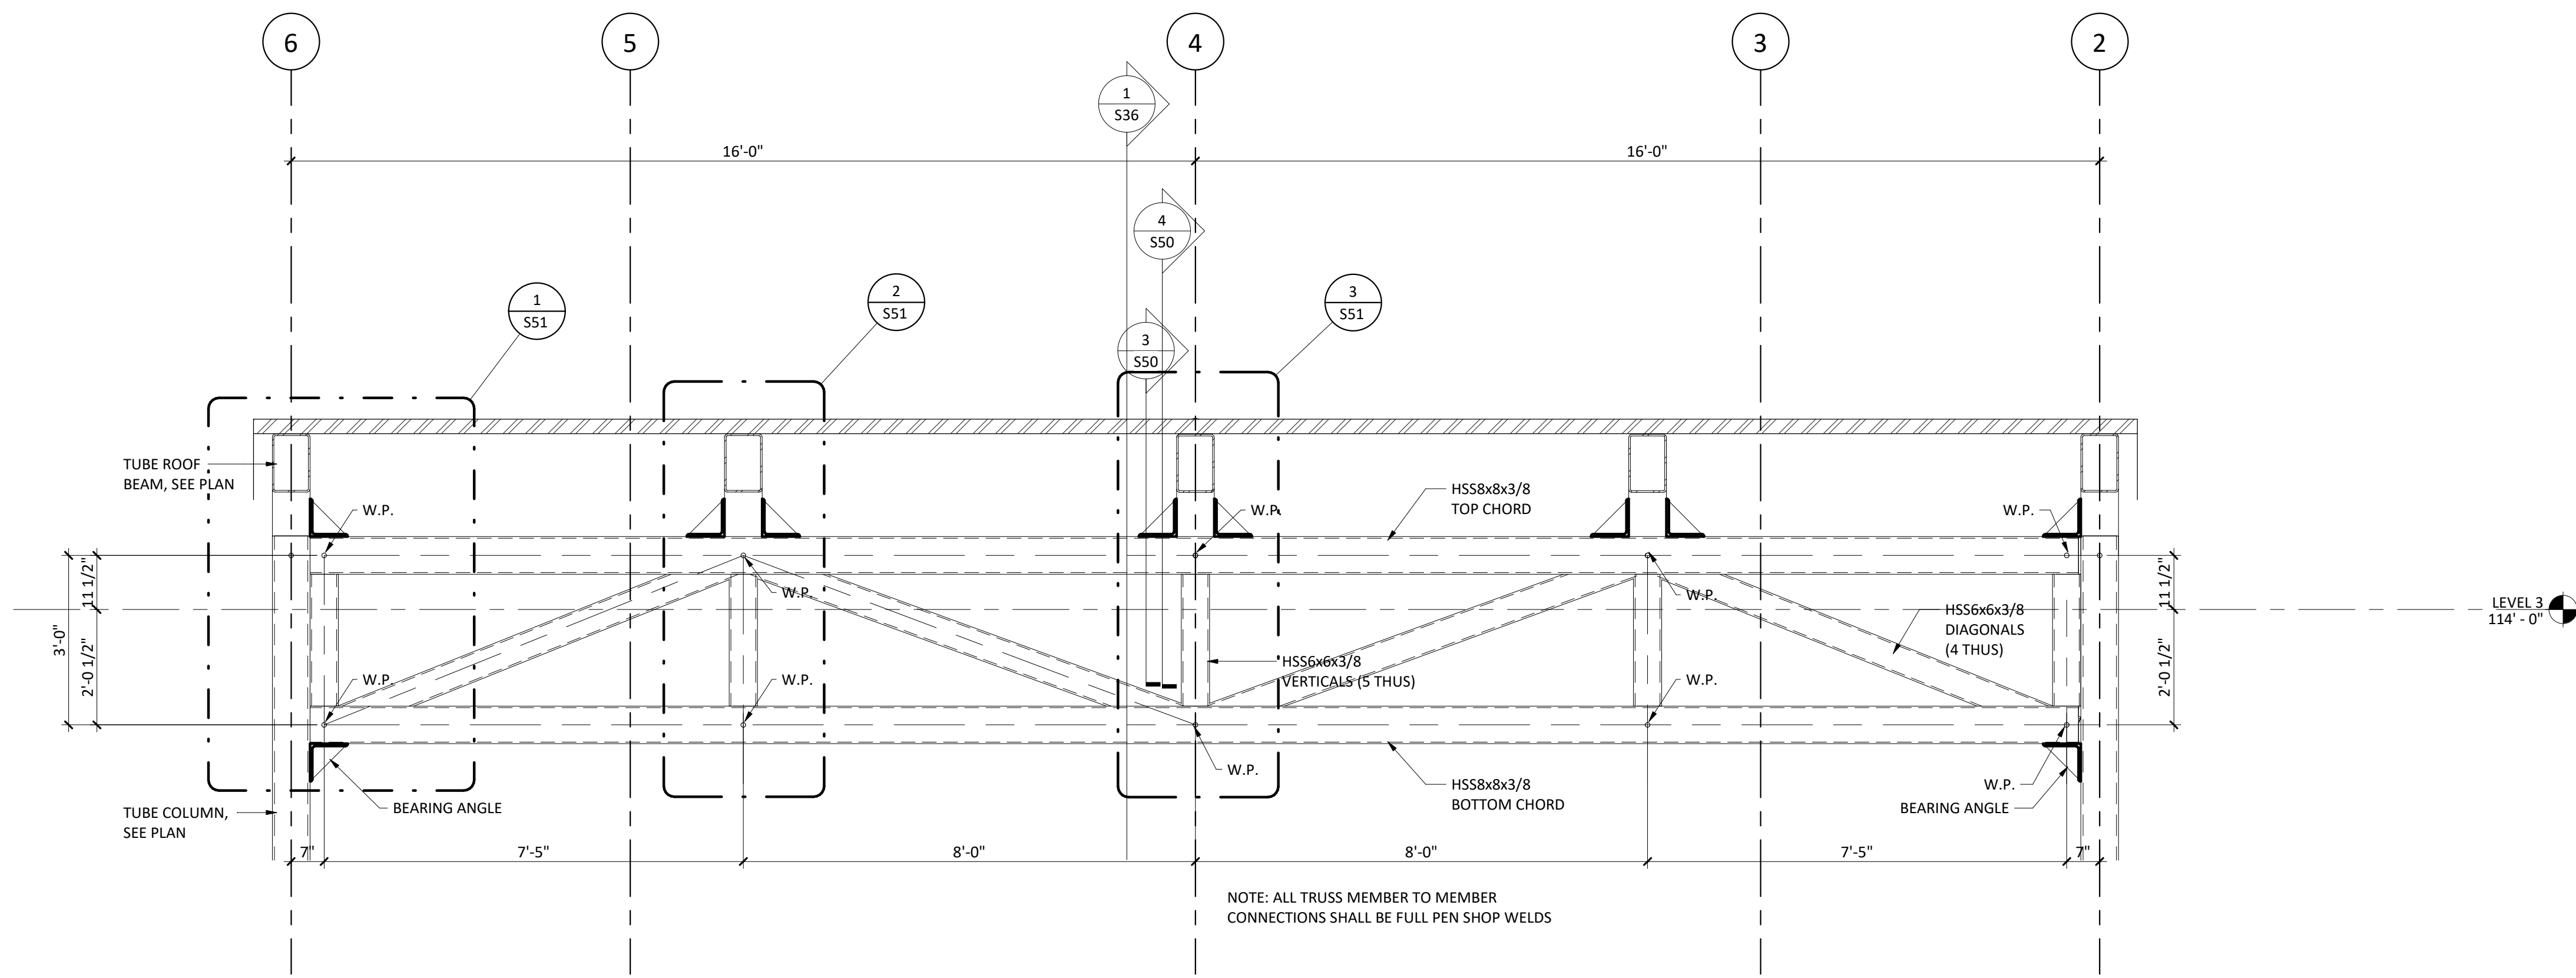 6
5
4
3
2
1
S36
16'-0"
16'-0"
4
S50
1
S51
2
S51
3
S51
3
S50
TUBE ROOF
BEAM, SEE PLAN
W.P.
W.P.
HSS8x8x3/8
TOP CHORD
W.P.
11 1/2"
3'-0"
2'-0 1/2"
W.P.
W.P.
11 1/2"
2'-0 1/2"
HSS6x6x3/8
DIAGONALS
(4 THUS)
LEVEL 3
114' - 0"
HSS6x6x3/8
VERTICALS (5 THUS)
W.P.
W.P.
W.P.
W.P.
HSS8x8x3/8
BOTTOM CHORD
W.P.
BEARING ANGLE
BEARING ANGLE
TUBE COLUMN,
SEE PLAN
7"
7'-5"
8'-0"
8'-0"
7'-5"
7"
NOTE: ALL TRUSS MEMBER TO MEMBER
CONNECTIONS SHALL BE FULL PEN SHOP WELDS